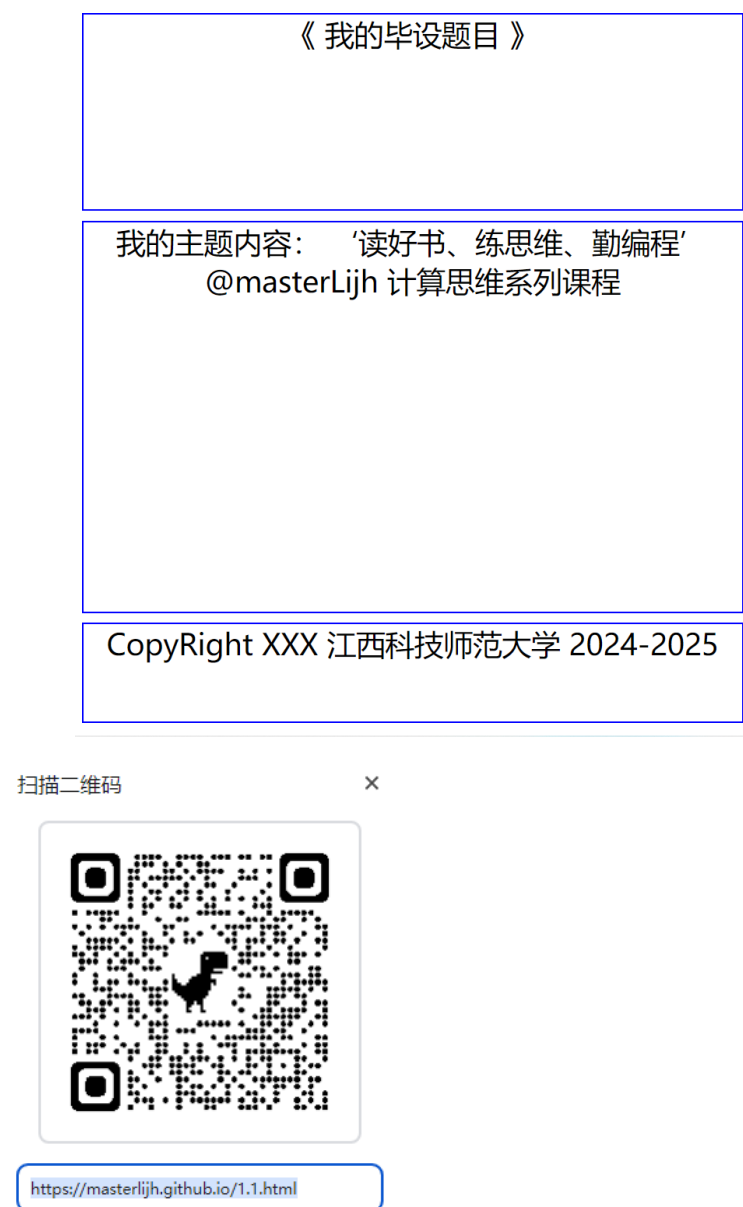 《 我的毕设题目 》
我的主题内容： ‘读好书、练思维、勤编程’
@masterLijh 计算思维系列课程
CopyRight XXX 江西科技师范大学 2024-2025
扫描二维码
https://masterlijh.github.io/1.1.html